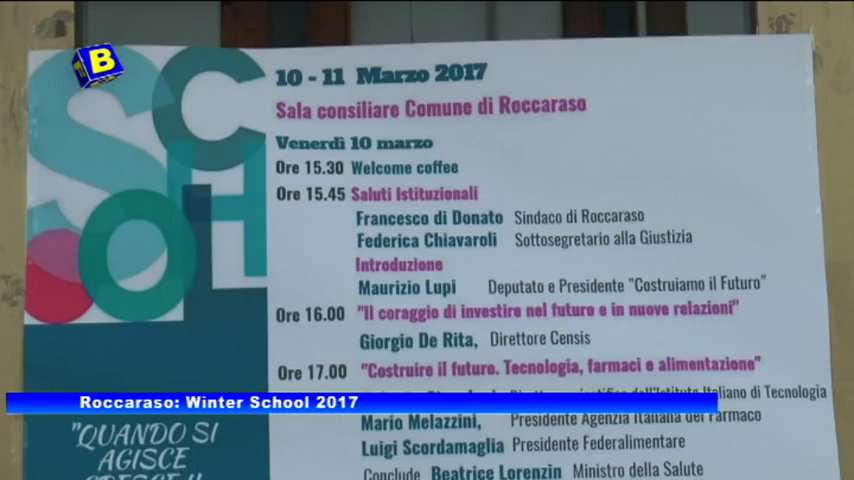 B
SCHOOL
10 - 11 Marzo 2017
Sala consiliare Comune di Roccaraso
Venerdì 10 marzo
Ore 15.30 Welcome coffee
Ore 15.45 Saluti Istituzionali
Francesco di Donato Sindaco di Roccaraso
Federica Chiavaroli Sottosegretario alla Giustizia
Introduzione
Maurizio Lupi Deputato e Presidente "Costruiamo il Futuro"
Ore 16.00 "Il coraggio di investire nel futuro e in nuove relazioni"
Giorgio De Rita, Direttore Censis
Ore 17.00 "Costruire il futuro. Tecnologia, farmaci e alimentazione"
dell'Istituto Italiano di Tecnologia
Roccaraso: Winter School 2017
Mario Melazzini, Presidente Agenzia Italiana del Farmaco
Luigi Scordamaglia Presidente Federalimentare
Conclude Beatrice Lorenzin Ministro della Salute
"QUANDO SI
AGISCE